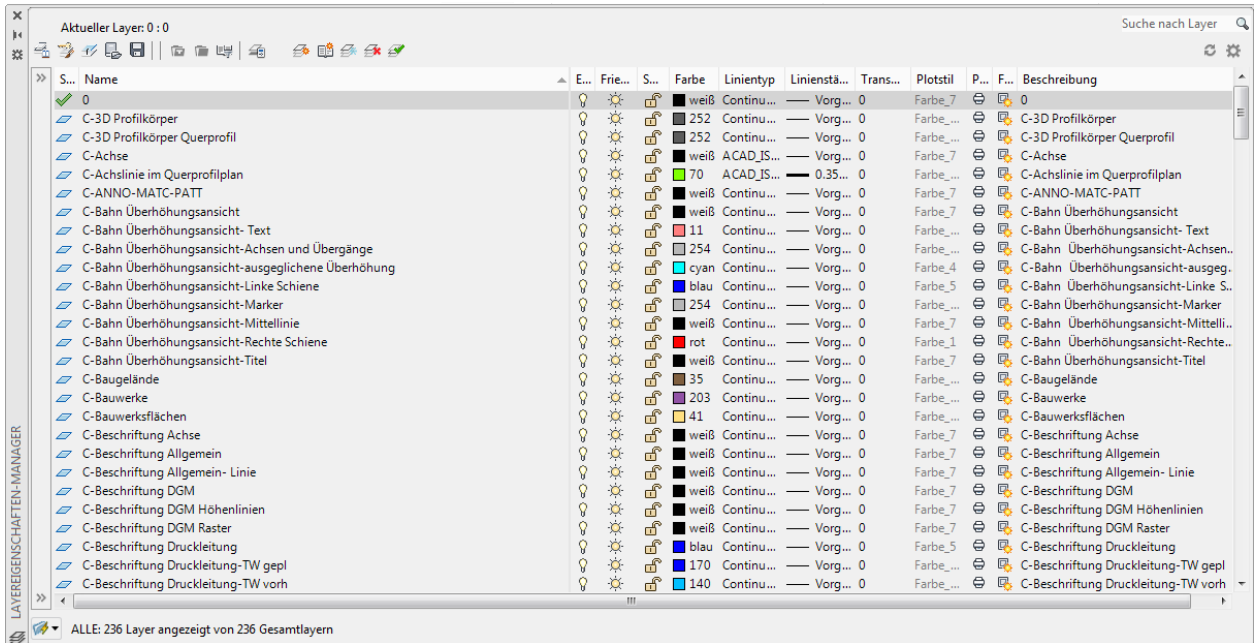 Aktueller Layer: 0 : 0
Suche nach Layer
S... Name E... Frie... S... Farbe Linientyp Linienstä... Trans... Plotstil P... F... Beschreibung
0 weiß Continu... Vorg... 0 Farbe_7 0
C-3D Profilkörper 252 Continu... Vorg... 0 Farbe_... C-3D Profilkörper
C-3D Profilkörper Querprofil 252 Continu... Vorg... 0 Farbe_... C-3D Profilkörper Querprofil
C-Achse weiß ACAD_IS... Vorg... 0 Farbe_7 C-Achse
C-Achslinie im Querprofilplan 70 ACAD_IS... 0.35... 0 Farbe_... C-Achslinie im Querprofilplan
C-ANNO-MATC-PATT weiß Continu... Vorg... 0 Farbe_7 C-ANNO-MATC-PATT
C-Bahn Überhöhungsansicht weiß Continu... Vorg... 0 Farbe_7 C-Bahn Überhöhungsansicht
C-Bahn Überhöhungsansicht- Text 11 Continu... Vorg... 0 Farbe_... C-Bahn Überhöhungsansicht- Text
C-Bahn Überhöhungsansicht-Achsen und Übergänge 254 Continu... Vorg... 0 Farbe_... C-Bahn Überhöhungsansicht-Achsen..
C-Bahn Überhöhungsansicht-ausgeglichene Überhöhung cyan Continu... Vorg... 0 Farbe_4 C-Bahn Überhöhungsansicht-ausgeg.
C-Bahn Überhöhungsansicht-Linke Schiene blau Continu... Vorg... 0 Farbe_5 C-Bahn Überhöhungsansicht-Linke S..
C-Bahn Überhöhungsansicht-Marker 254 Continu... Vorg... 0 Farbe_... C-Bahn Überhöhungsansicht-Marker
C-Bahn Überhöhungsansicht-Mittellinie weiß Continu... Vorg... 0 Farbe_7 C-Bahn Überhöhungsansicht-Mittelli...
C-Bahn Überhöhungsansicht-Rechte Schiene rot Continu... Vorg... 0 Farbe_1 C-Bahn Überhöhungsansicht-Rechte..
C-Bahn Überhöhungsansicht-Titel weiß Continu... Vorg... 0 Farbe_7 C-Bahn Überhöhungsansicht-Titel
C-Baugelände 35 Continu... Vorg... 0 Farbe_... C-Baugelände
C-Bauwerke 203 Continu... Vorg... 0 Farbe_... C-Bauwerke
C-Bauwerksflächen 41 Continu... Vorg... 0 Farbe_... C-Bauwerksflächen
C-Beschriftung Achse weiß Continu... Vorg... 0 Farbe_7 C-Beschriftung Achse
C-Beschriftung Allgemein weiß Continu... Vorg... 0 Farbe_7 C-Beschriftung Allgemein
C-Beschriftung Allgemein- Linie weiß Continu... Vorg... 0 Farbe_7 C-Beschriftung Allgemein- Linie
C-Beschriftung DGM weiß Continu... Vorg... 0 Farbe_7 C-Beschriftung DGM
C-Beschriftung DGM Höhenlinien weiß Continu... Vorg... 0 Farbe_7 C-Beschriftung DGM Höhenlinien
C-Beschriftung DGM Raster weiß Continu... Vorg... 0 Farbe_7 C-Beschriftung DGM Raster
C-Beschriftung Druckleitung blau Continu... Vorg... 0 Farbe_5 C-Beschriftung Druckleitung
C-Beschriftung Druckleitung-TW gepl 170 Continu... Vorg... 0 Farbe_... C-Beschriftung Druckleitung-TW gepl
C-Beschriftung Druckleitung-TW vorh 140 Continu... Vorg... 0 Farbe_... C-Beschriftung Druckleitung-TW vorh
LAYEREIGENSCHAFTEN-MANAGER
ALLE: 236 Layer angezeigt von 236 Gesamtlayern